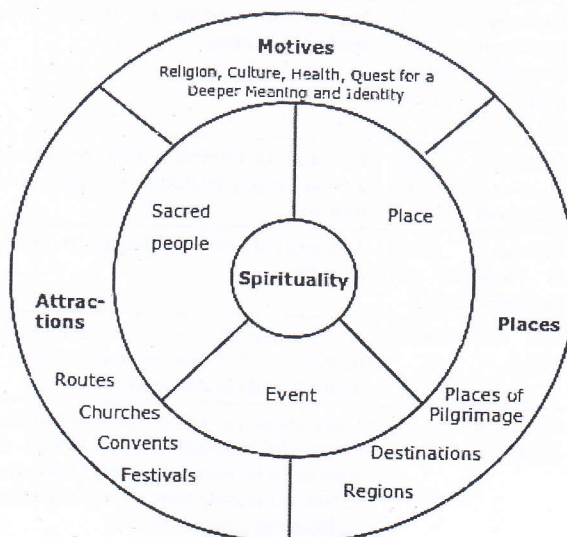 Motives
Religion, Culture, Health, Quest for a
Deeper Meaning and Identity
Sacred
people
Place
Spirituality
Attrac-
tions
Places
Routes
Churches
Convents
Festivals
Event
Places of
Pilgrimage
Destinations
Regions